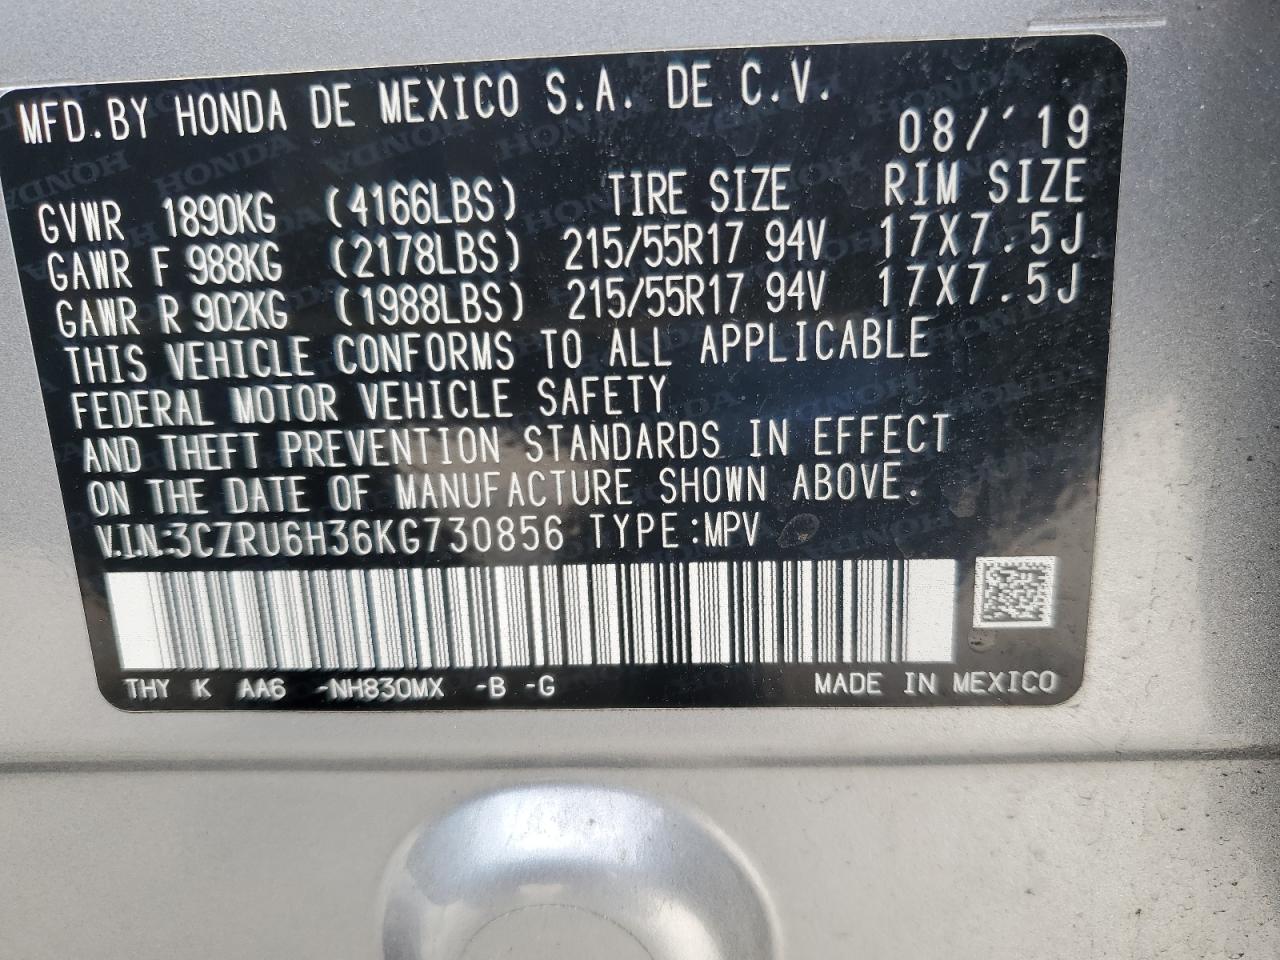 MFD.BY HONDA DE MEXICO S.A. DE C.V.
08/'19
GVWR 1890KG (4166LBS) TIRE SIZE RIM SIZE
GAWR F 988KG (2178LBS) 215/55R17 94V 17X7.5J
GAWR R 902KG (1988LBS) 215/55R17 94V 17X7.5J
THIS VEHICLE CONFORMS TO ALL APPLICABLE
FEDERAL MOTOR VEHICLE SAFETY
AND THEFT PREVENTION STANDARDS IN EFFECT
ON THE DATE OF MANUFACTURE SHOWN ABOVE.
V.I.N.:3CZRU6H36KG730856 TYPE:MPV
THY K AA6 -NH830MX -B -G MADE IN MEXICO